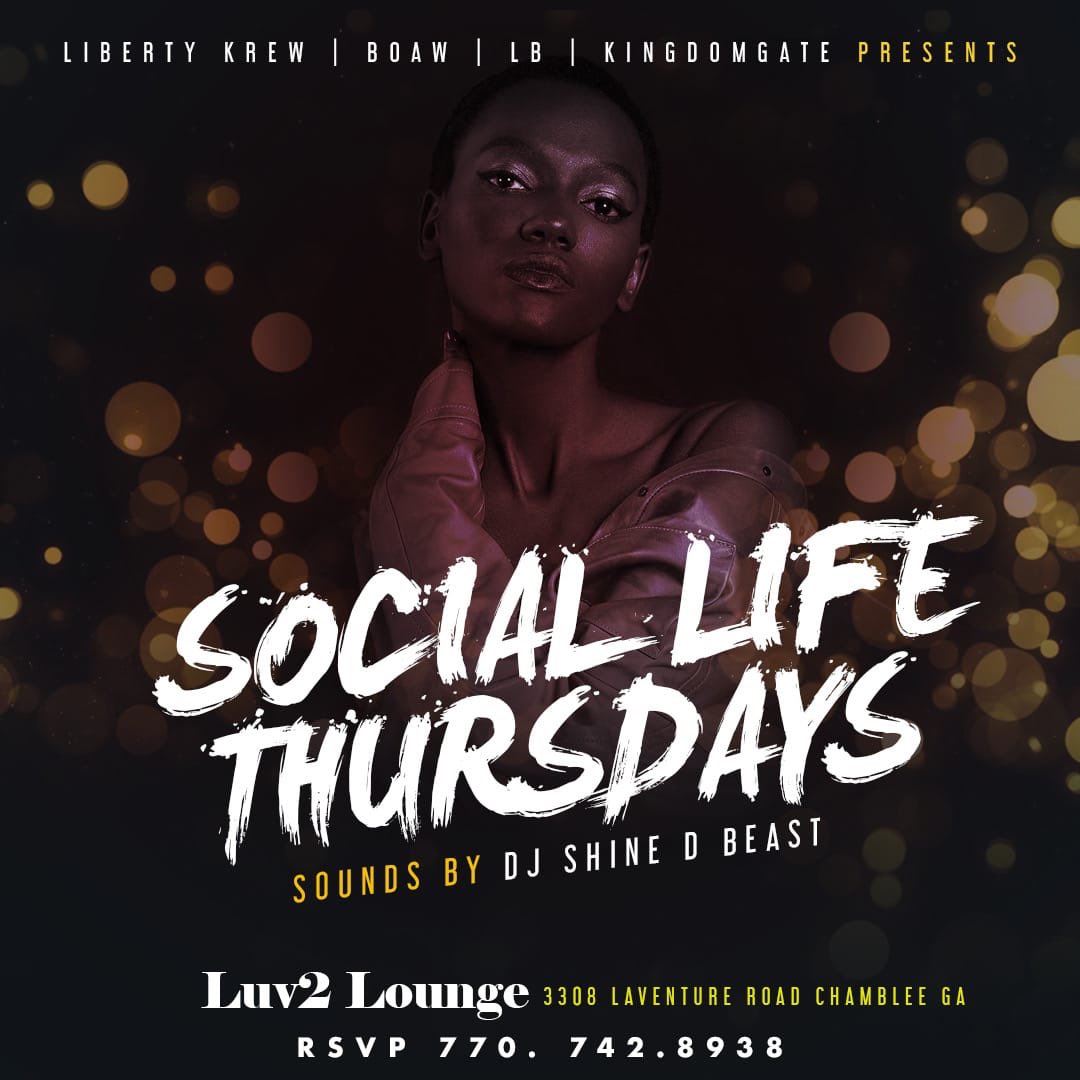 LIBERTY KREW | BOAW | LB | KINGDOMGATE PRESENTS
SOCIAL LIFE
THURSDAYS
SOUNDS BY DJ SHINE D BEAST
Luv2 Lounge 3308 LAVENTURE ROAD CHAMBLEE GA
RSVP 770. 742.8938